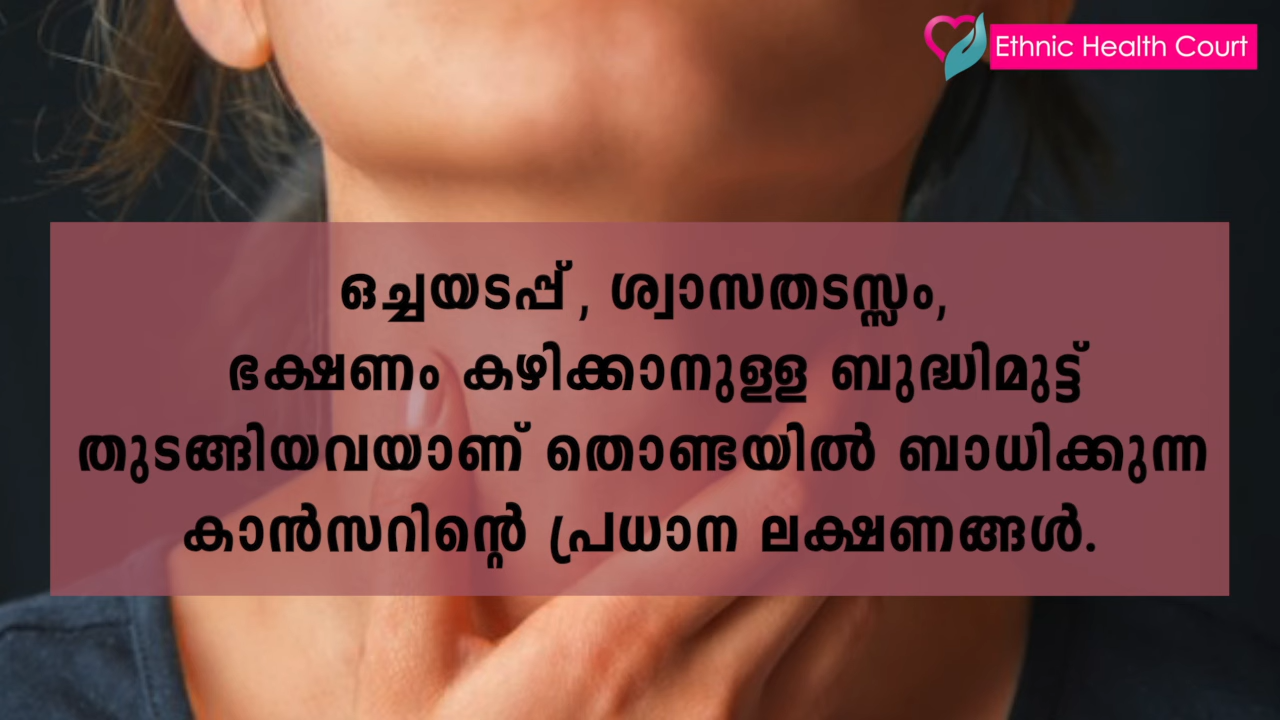 Ethnic Health Court
ഒച്ചയടപ്പ് , ശ്വാസതടസ്സം,
ഭക്ഷണം കഴിക്കാനുള്ള ബുദ്ധിമുട്ട്
തുടങ്ങിയവയാണ് തൊണ്ടയിൽ ബാധിക്കുന്ന
കാൻസറിന്റെ പ്രധാന ലക്ഷണങ്ങൾ.